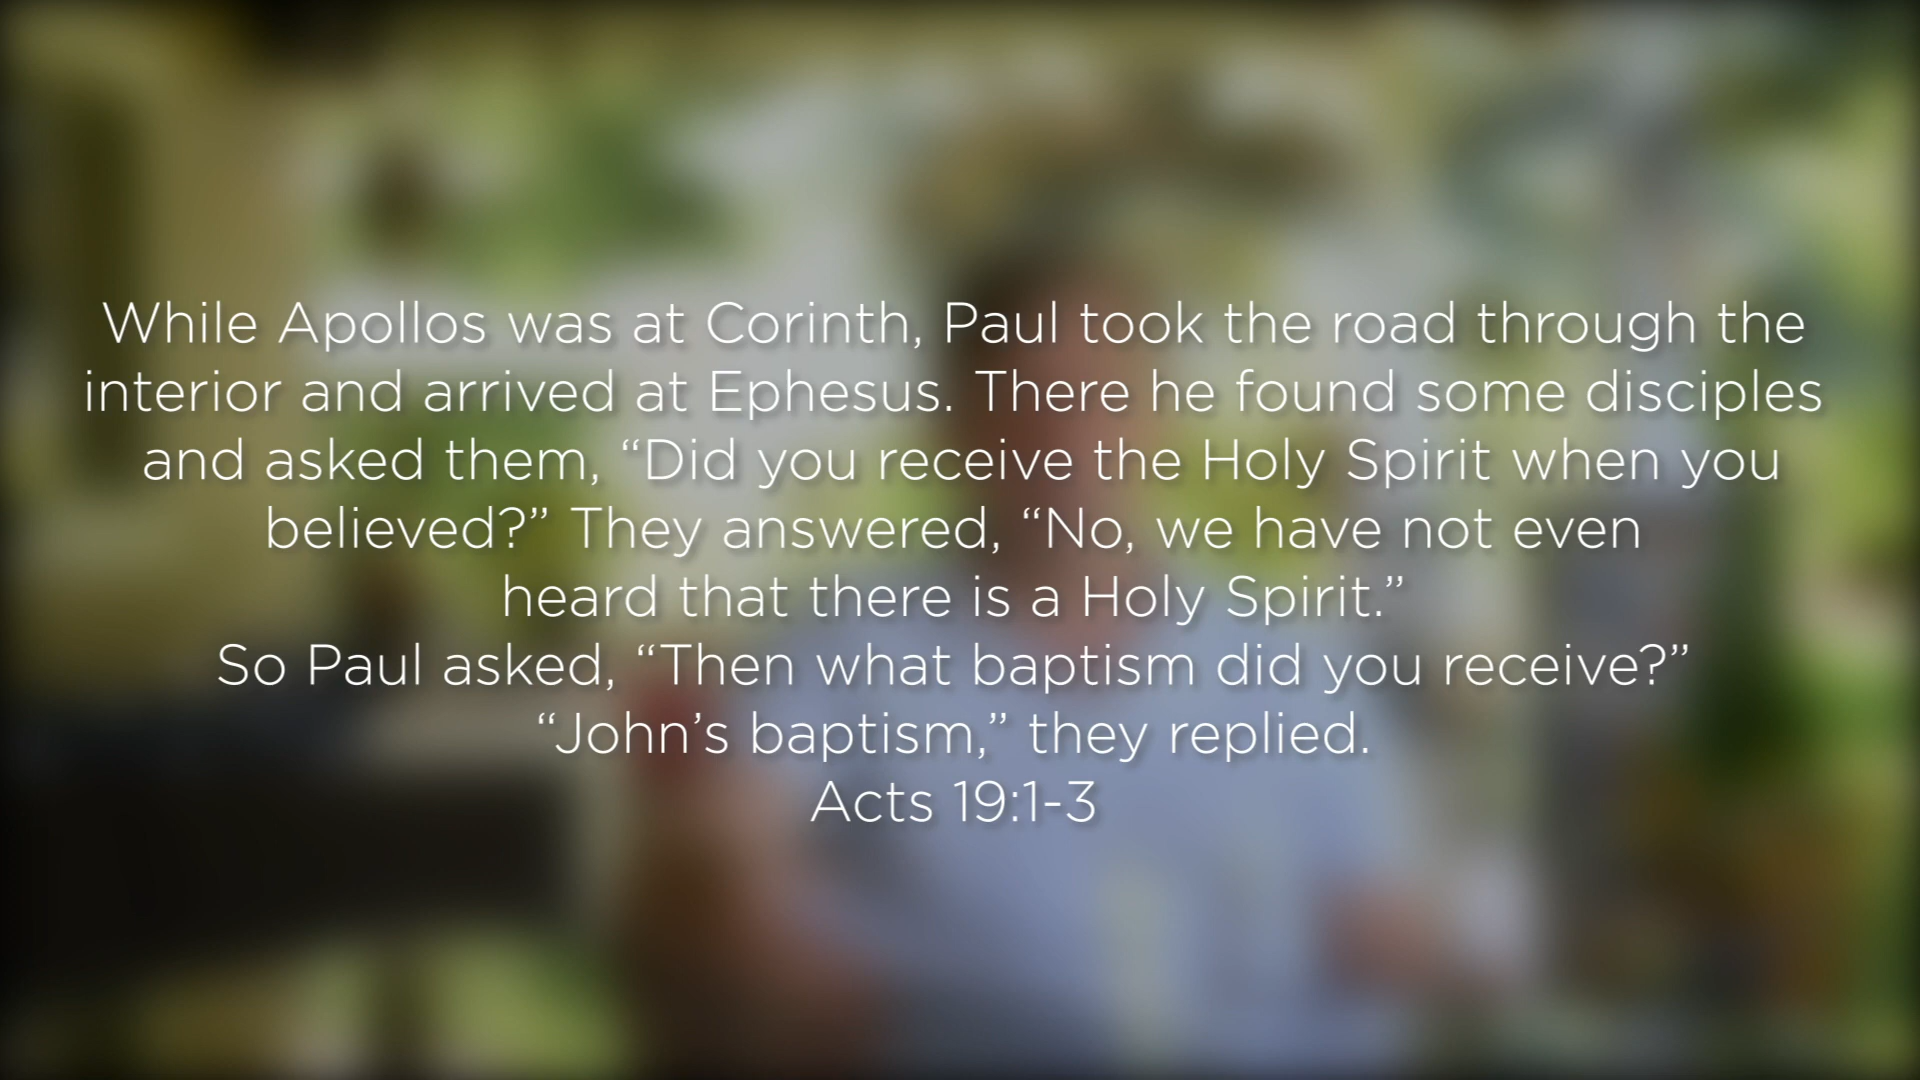 While Apollos was at Corinth, Paul took the road through the
interior and arrived at Ephesus. There he found some disciples
and asked them, “Did you receive the Holy Spirit when you
believed?” They answered, “No, we have not even
heard that there is a Holy Spirit.”
So Paul asked, “Then what baptism did you receive?”
“John’s baptism,” they replied.
Acts 19:1-3